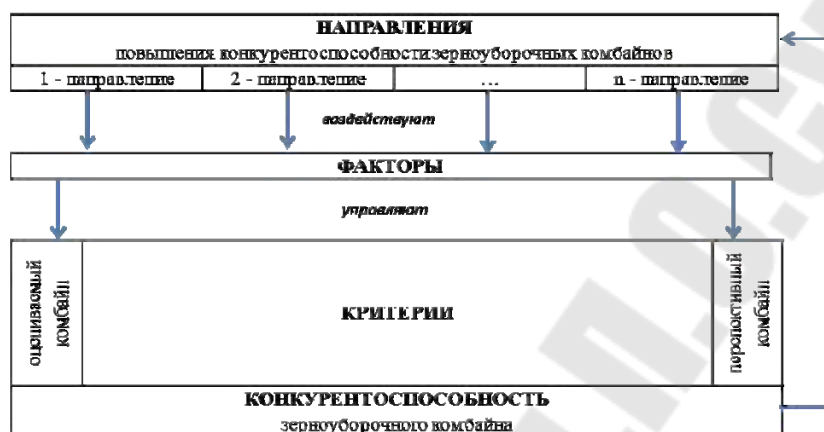 НАПРАВЛЕНИЯ
повышения конкурентоспособности зерноуборочных комбайнов
1 - направление 2 - направление … n - направление
воздействуют
ФАКТОРЫ
управляют
оцениваемый комбайн
КРИТЕРИИ
перспективный комбайн
КОНКУРЕНТОСПОСОБНОСТЬ
зерноуборочного комбайна